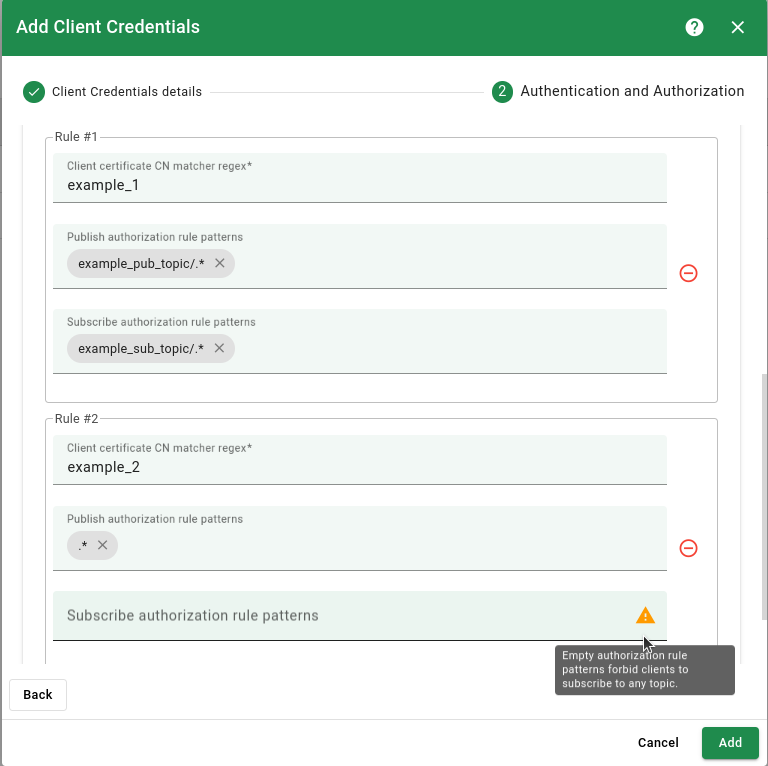 Add Client Credentials
Client Credentials details
2 Authentication and Authorization
Rule #1
Client certificate CN matcher regex*
example_1
Publish authorization rule patterns
example_pub_topic/.*
Subscribe authorization rule patterns
example_sub_topic/.*
Rule #2
Client certificate CN matcher regex*
example_2
Publish authorization rule patterns
.*
Subscribe authorization rule patterns
Empty authorization rule
patterns forbid clients to
subscribe to any topic.
Back
Cancel
Add